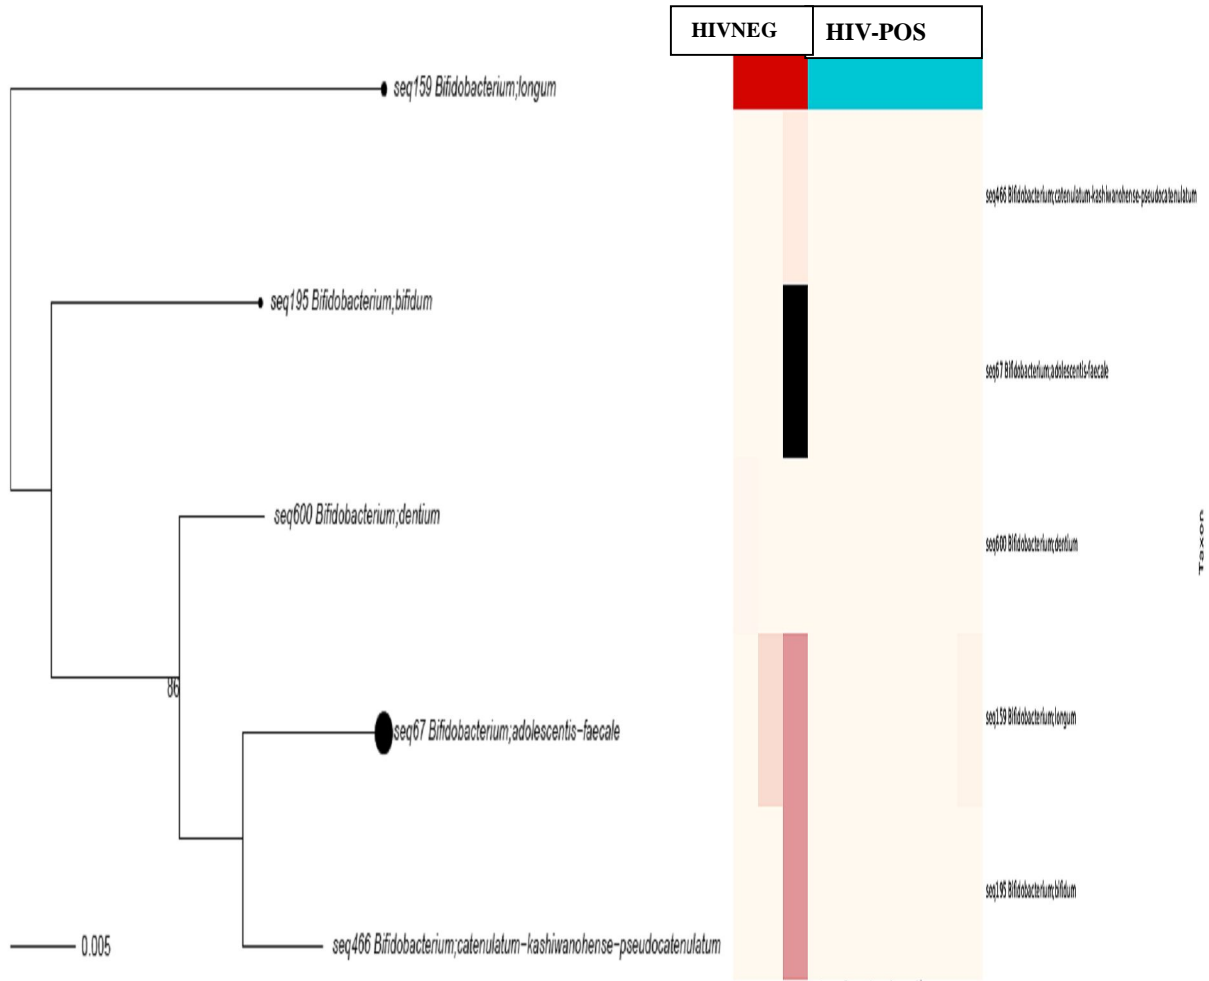 HIVNEG
HIV-POS
seq159 Bifidobacterium;longum
seq195 Bifidobacterium;bifidum
seq600 Bifidobacterium;dentium
86
seq67 Bifidobacterium;adolescentis-faecale
seq466 Bifidobacterium;catenulatum-kashiwanohense-pseudocatenulatum
0.005
seq466 Bifidobacterium;catenulatum-kashiwanohense-pseudocatenulatum
seq67 Bifidobacterium;adolescentis-faecale
seq600 Bifidobacterium;dentium
seq159 Bifidobacterium;longum
seq195 Bifidobacterium;bifidum
Taxon